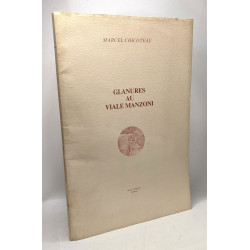 MARCEL CHICOTEAU
GLANURES
AU
VIALE MANZONI